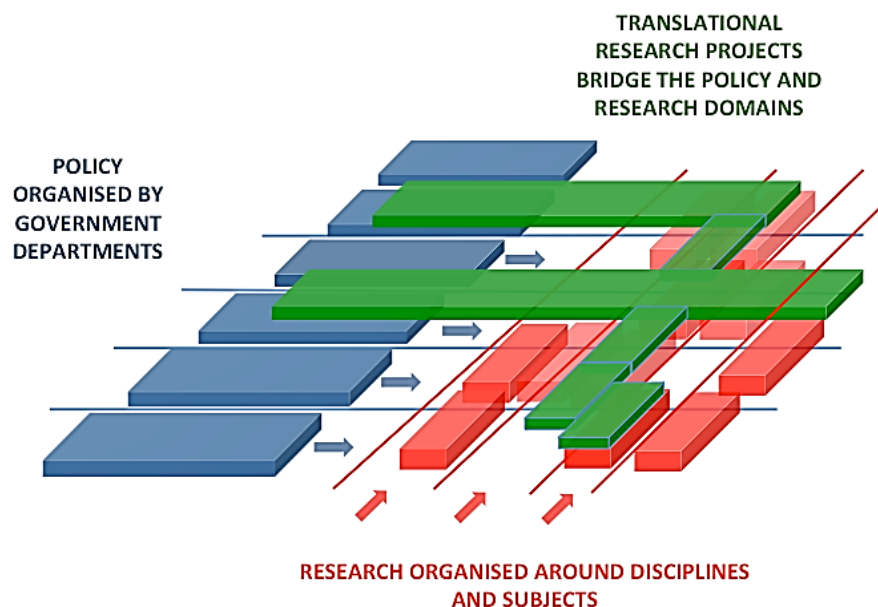 TRANSLATIONAL
RESEARCH PROJECTS
BRIDGE THE POLICY AND
RESEARCH DOMAINS
POLICY
ORGANISED BY
GOVERNMENT
DEPARTMENTS
RESEARCH ORGANISED AROUND DISCIPLINES
AND SUBJECTS